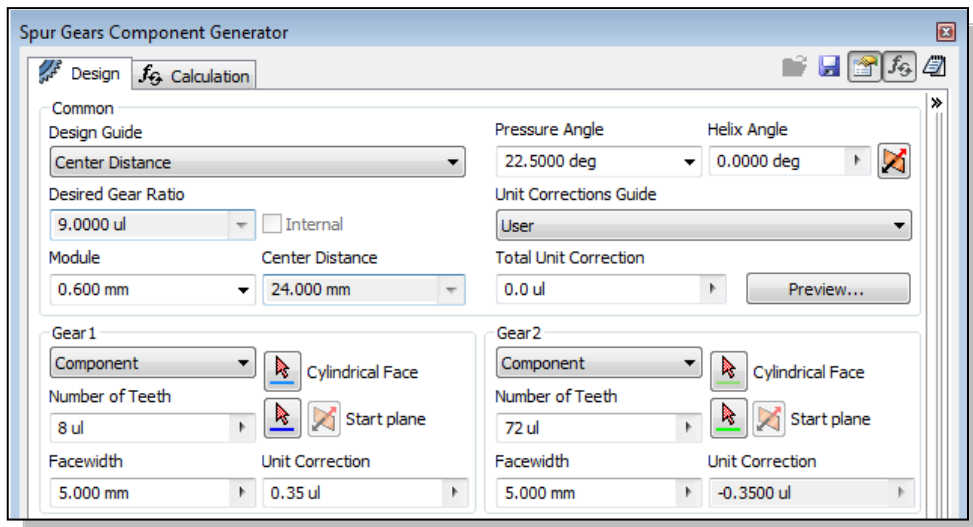 Spur Gears Component Generator
Design
fG Calculation
Common
Design Guide
Pressure Angle
Helix Angle
Center Distance
22.5000 deg
0.0000 deg
Desired Gear Ratio
Unit Corrections Guide
9.0000 ul
Internal
User
Module
Center Distance
Total Unit Correction
0.600 mm
24.000 mm
0.0 ul
Preview...
Gear1
Gear2
Component
Cylindrical Face
Component
Cylindrical Face
Number of Teeth
Number of Teeth
8 ul
Start plane
72 ul
Start plane
Facewidth
Unit Correction
Facewidth
Unit Correction
5.000 mm
0.35 ul
5.000 mm
-0.3500 ul